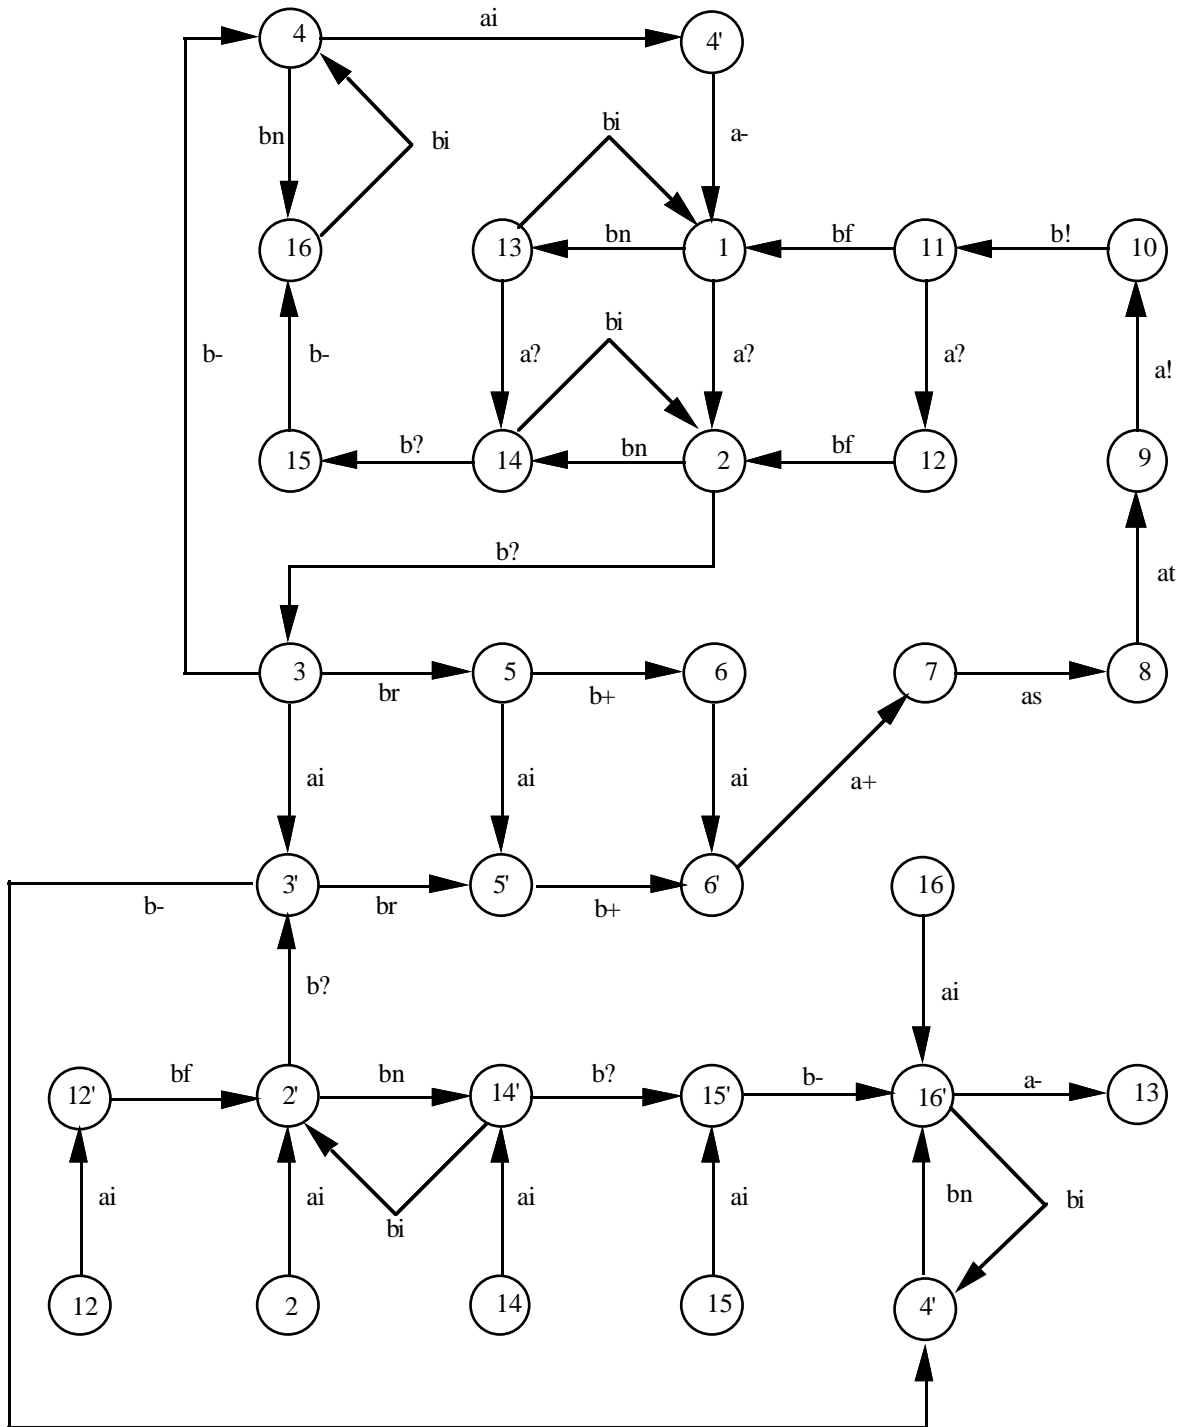 ai
4
4'
bi
bn
bi
a-
16
13
bn
1
bf
11
b!
10
bi
b-
b-
a?
a?
a?
a!
15
b?
14
bn
2
bf
12
9
b?
at
3
br
5
b+
6
7
as
8
ai
ai
ai
a+
3'
5'
6'
16
b-
br
b+
b?
ai
bf
bn
b?
b-
a-
12'
2'
14'
15'
16'
13
ai
ai
ai
ai
bn
bi
bi
12
2
14
15
4'